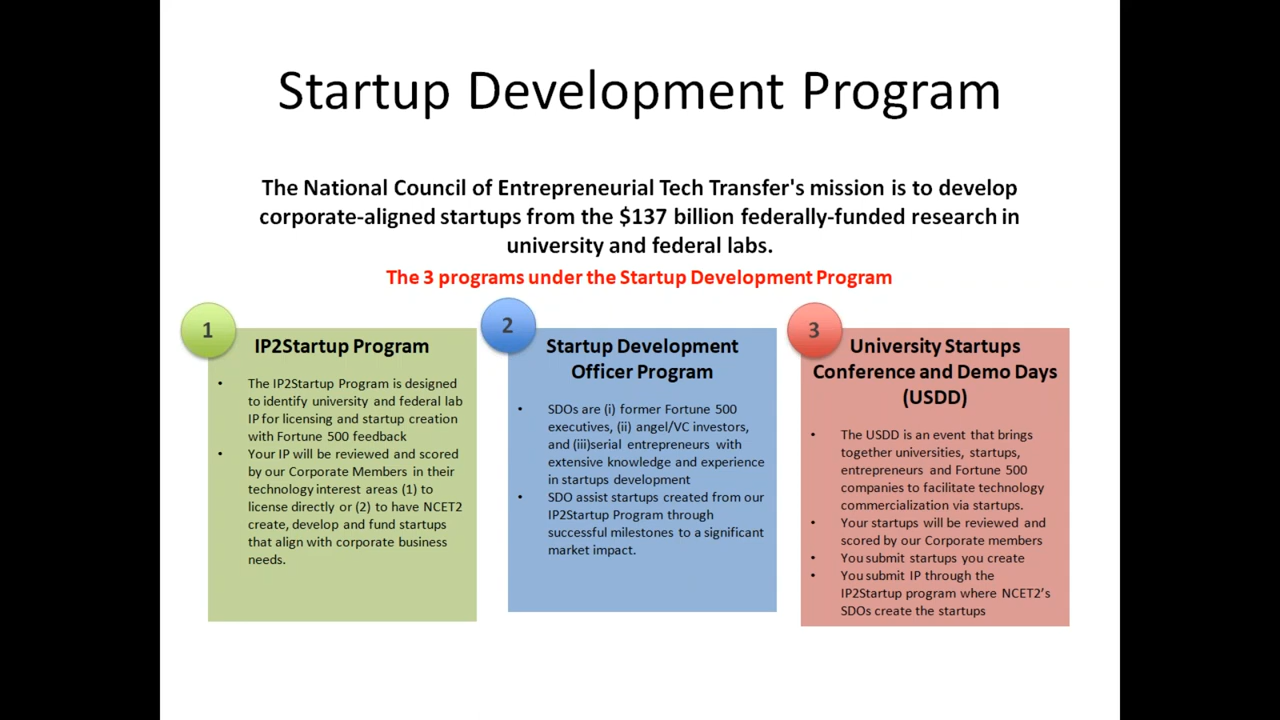 Startup Development Program
The National Council of Entrepreneurial Tech Transfer's mission is to develop
corporate-aligned startups from the $137 billion federally-funded research in
university and federal labs.
The 3 programs under the Startup Development Program
1
IP2Startup Program
• The IP2Startup Program is designed
to identify university and federal lab
IP for licensing and startup creation
with Fortune 500 feedback
• Your IP will be reviewed and scored
by our Corporate Members in their
technology interest areas (1) to
license directly or (2) to have NCET2
create, develop and fund startups
that align with corporate business
needs.
2
Startup Development
Officer Program
• SDOs are (i) former Fortune 500
executives, (ii) angel/VC investors,
and (iii)serial entrepreneurs with
extensive knowledge and experience
in startups development
• SDO assist startups created from our
IP2Startup Program through
successful milestones to a significant
market impact.
3
University Startups
Conference and Demo Days
(USDD)
• The USDD is an event that brings
together universities, startups,
entrepreneurs and Fortune 500
companies to facilitate technology
commercialization via startups.
• Your startups will be reviewed and
scored by our Corporate members
• You submit startups you create
• You submit IP through the
IP2Startup program where NCET2's
SDOs create the startups